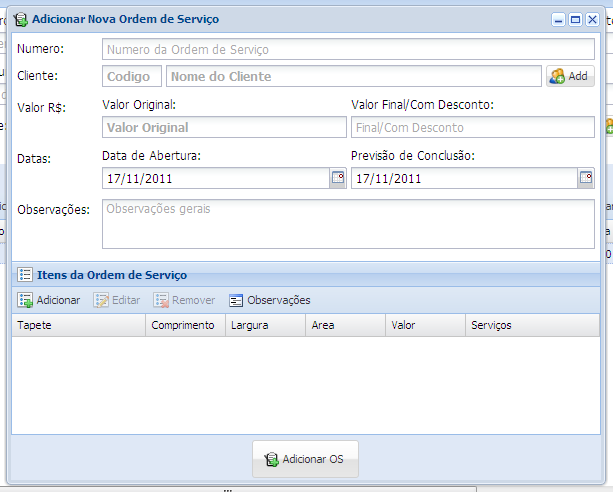 Adicionar Nova Ordem de Serviço
Numero: Numero da Ordem de Serviço
Cliente: Codigo Nome do Cliente Add
Valor R$: Valor Original: Valor Final/Com Desconto:
Valor Original Final/Com Desconto
Datas: Data de Abertura: Previsão de Conclusão:
17/11/2011 17/11/2011
Observações: Observações gerais
Itens da Ordem de Serviço
Adicionar Editar Remover Observações
Tapete Comprimento Largura Area Valor Serviços
Adicionar OS